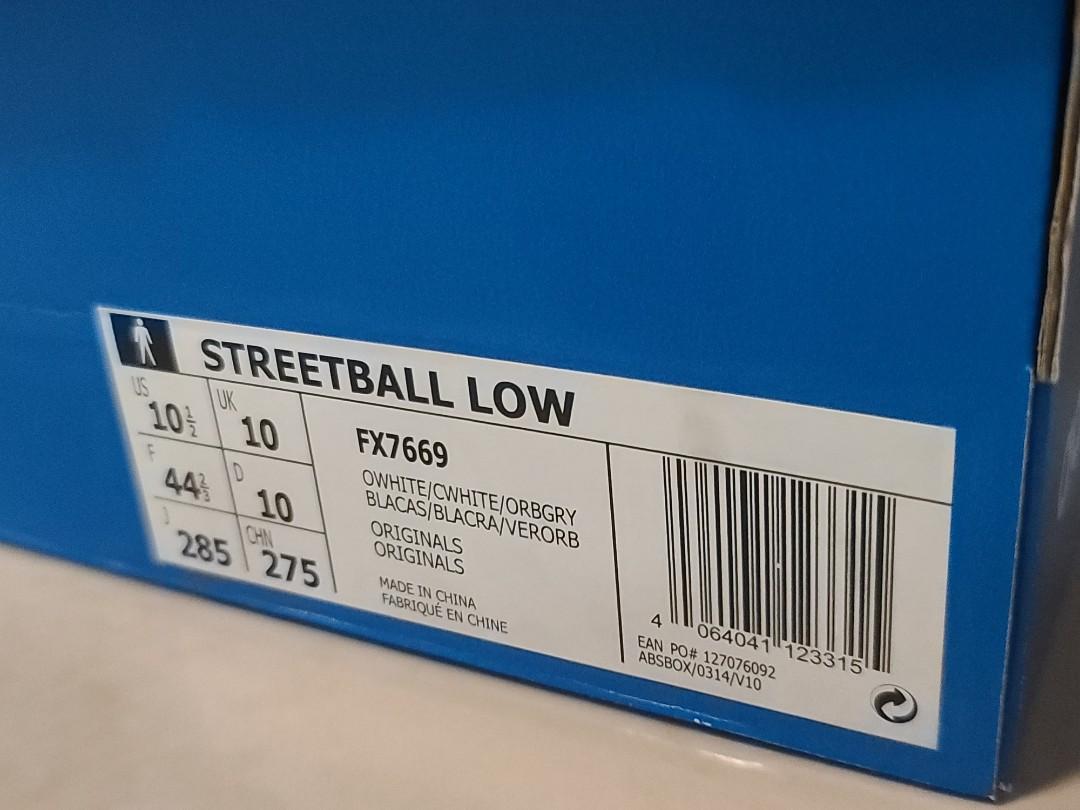 STREETBALL LOW
US
10½
UK
10
F
44⅔
D
10
J
285
CHN
275
FX7669
OWHITE/CWHITE/ORBGRY
BLACAS/BLACRA/VERORB
ORIGINALS
ORIGINALS
MADE IN CHINA
FABRIQUÉ EN CHINE
4 064041 123315
EAN PO# 127076092
ABSBOX/0314/V10